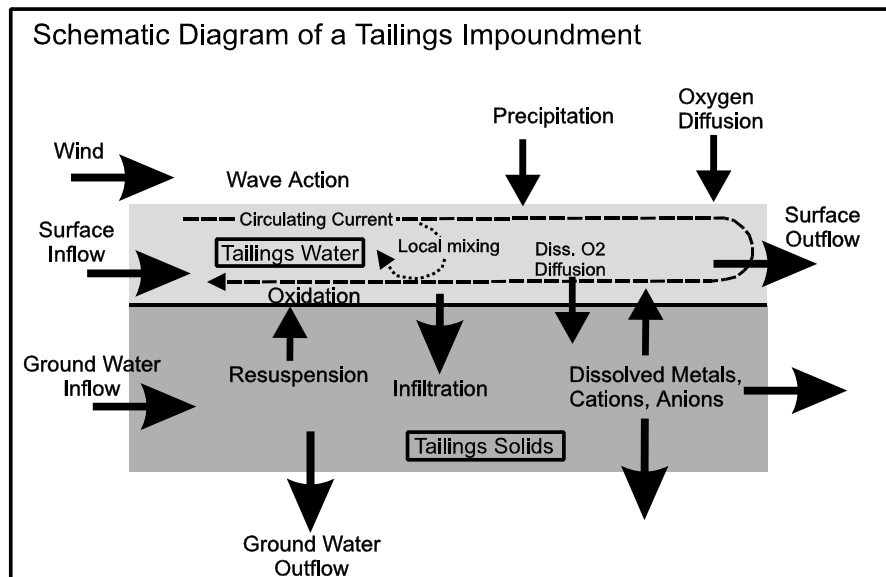 Schematic Diagram of a Tailings Impoundment
Precipitation
Oxygen
Diffusion
Wind
Wave Action
Circulating Current
Surface
Inflow
Tailings Water
Local mixing
Diss. O2
Diffusion
Surface
Outflow
Oxidation
Ground Water
Inflow
Resuspension
Infiltration
Dissolved Metals,
Cations, Anions
Tailings Solids
Ground Water
Outflow